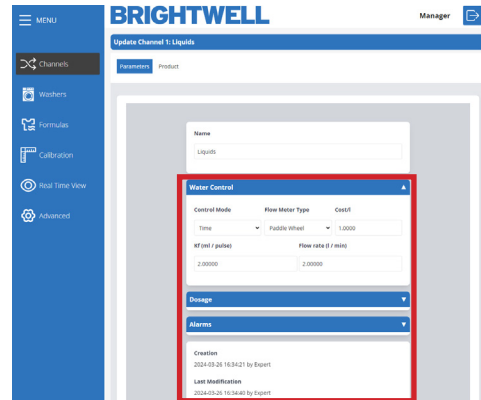 MENU
BRIGHTWELL
Manager
Update Channel 1: Liquids
Channels
Parameters Product
Washers
Formulas
Calibration
Real Time View
Advanced
Name
Liquids
Water Control
Control Mode Flow Meter Type Cost/l
Time Paddle Wheel 1.0000
Kf (ml / pulse) Flow rate (l / min)
2.00000 2.00000
Dosage
Alarms
Creation
2024-03-26 16:34:21 by Expert
Last Modification
2024-03-26 16:34:40 by Expert